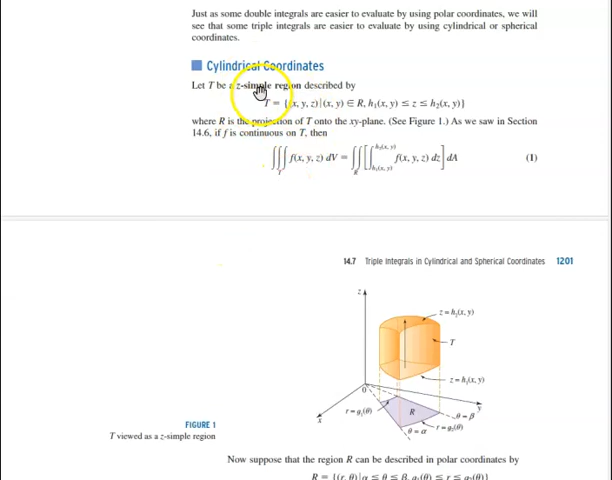 Just as some double integrals are easier to evaluate by using polar coordinates, we will
see that some triple integrals are easier to evaluate by using cylindrical or spherical
coordinates.
Cylindrical Coordinates
Let T be a z-simple region described by
T = {(x, y, z)|(x, y) ∈ R, h₁(x, y) ≤ z ≤ h₂(x, y)}
where R is the projection of T onto the xy-plane. (See Figure 1.) As we saw in Section
14.6, if f is continuous on T, then
∭_T f(x, y, z) dV = ∬_R [∫_{h₁(x, y)}^{h₂(x, y)} f(x, y, z) dz] dA (1)
14.7 Triple Integrals in Cylindrical and Spherical Coordinates 1201
z
z = h₂(x, y)
T
z = h₁(x, y)
0
y
r = g₁(θ)
R
θ = β
x
r = g₂(θ)
θ = α
FIGURE 1
T viewed as a z-simple region
Now suppose that the region R can be described in polar coordinates by
R = {(r, θ)|α ≤ θ ≤ β, g₁(θ) ≤ r ≤ g₂(θ)}